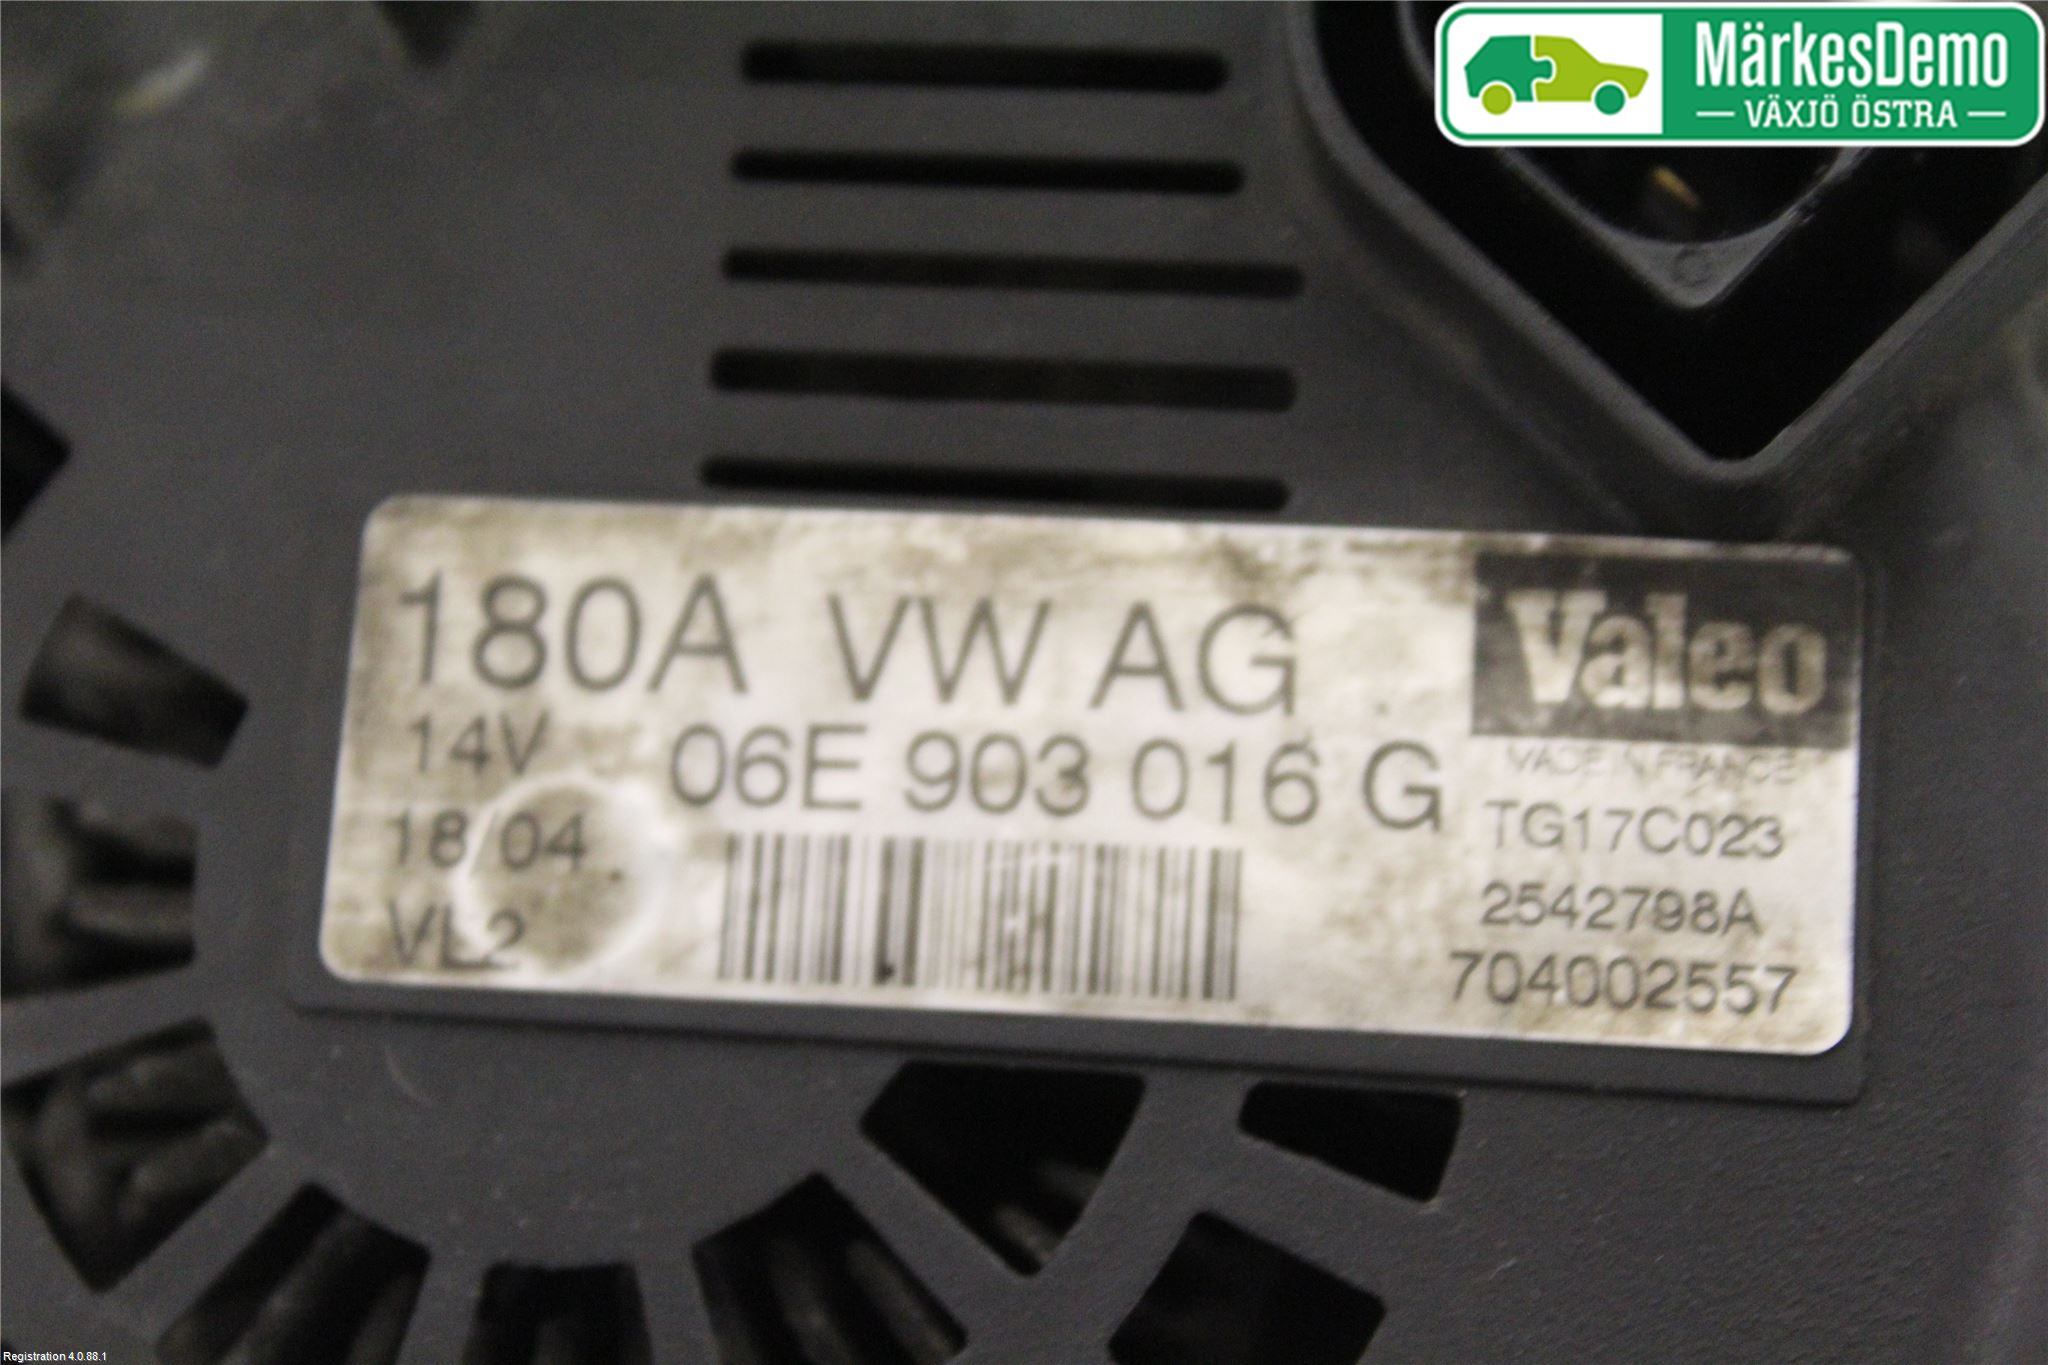 MärkesDemo
— VÄXJÖ ÖSTRA —
180A VW AG
Valeo
14V 06E 903 016 G
MADE IN FRANCE
18/04
TG17C023
VL2
2542798A
704002557
Registration 4.0.88.1